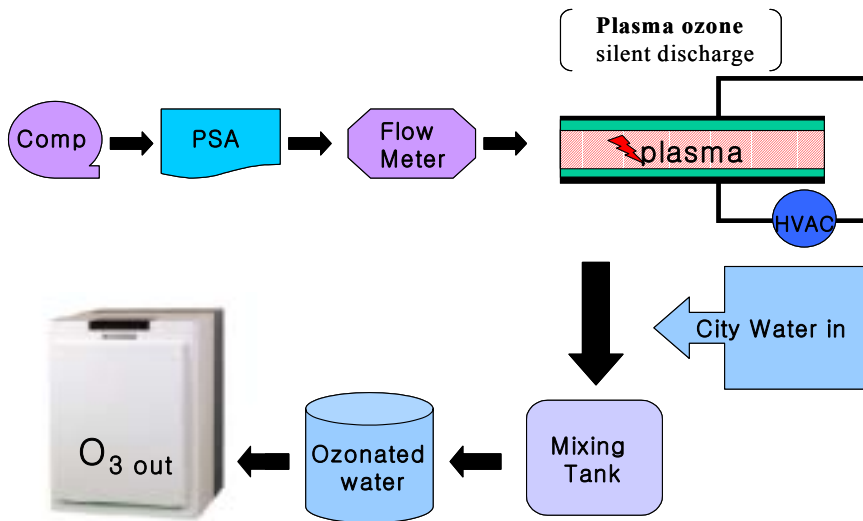 Plasma ozone
silent discharge
Comp
PSA
Flow
Meter
plasma
HVAC
City Water in
O3 out
Ozonated
water
Mixing
Tank